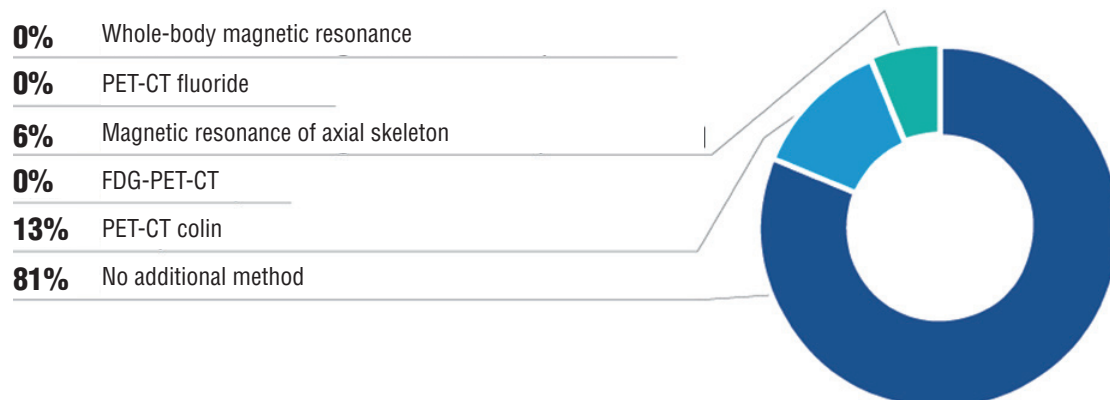 0% Whole-body magnetic resonance
0% PET-CT fluoride
6% Magnetic resonance of axial skeleton
0% FDG-PET-CT
13% PET-CT colin
81% No additional method